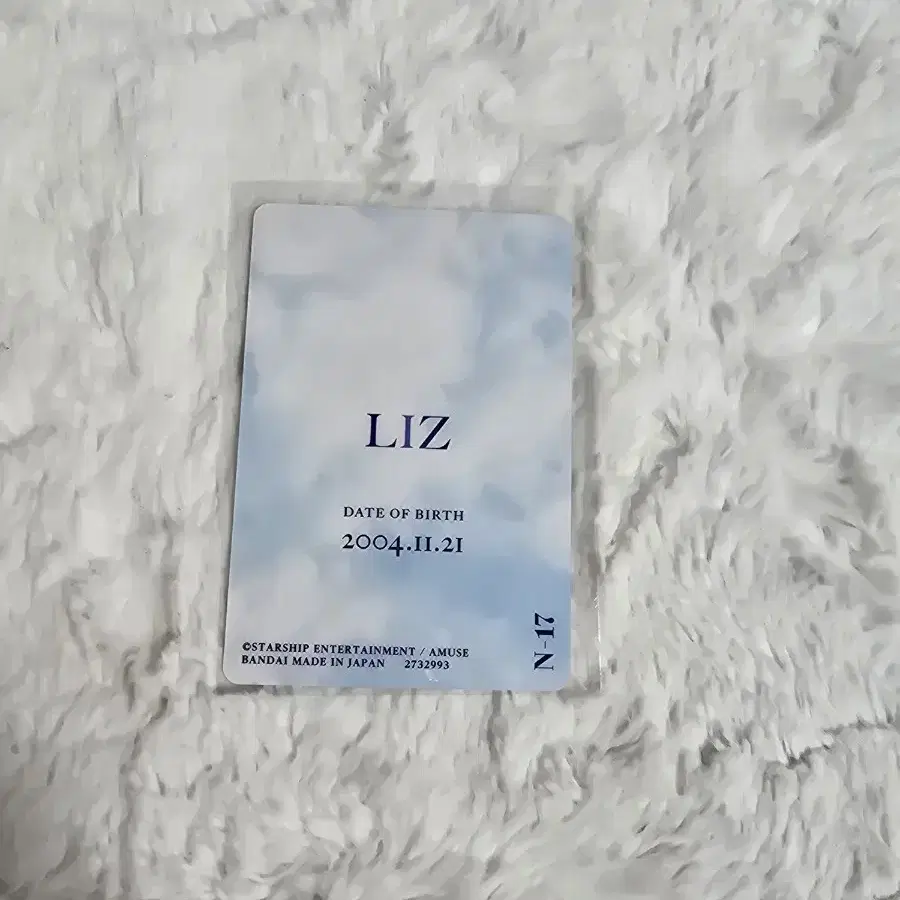 LIZ
DATE OF BIRTH
2004.11.21
©STARSHIP ENTERTAINMENT / AMUSE
BANDAI MADE IN JAPAN 2732993
N-17